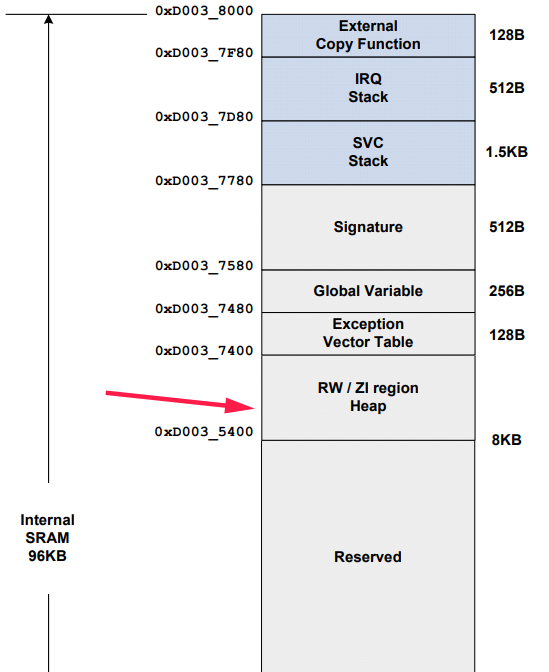 0xD003_8000
External
Copy Function
128B
0xD003_7F80
IRQ
Stack
512B
0xD003_7D80
SVC
Stack
1.5KB
0xD003_7780
Signature
512B
0xD003_7580
Global Variable
256B
0xD003_7480
Exception
Vector Table
128B
0xD003_7400
RW / ZI region
Heap
0xD003_5400
8KB
Internal
SRAM
96KB
Reserved